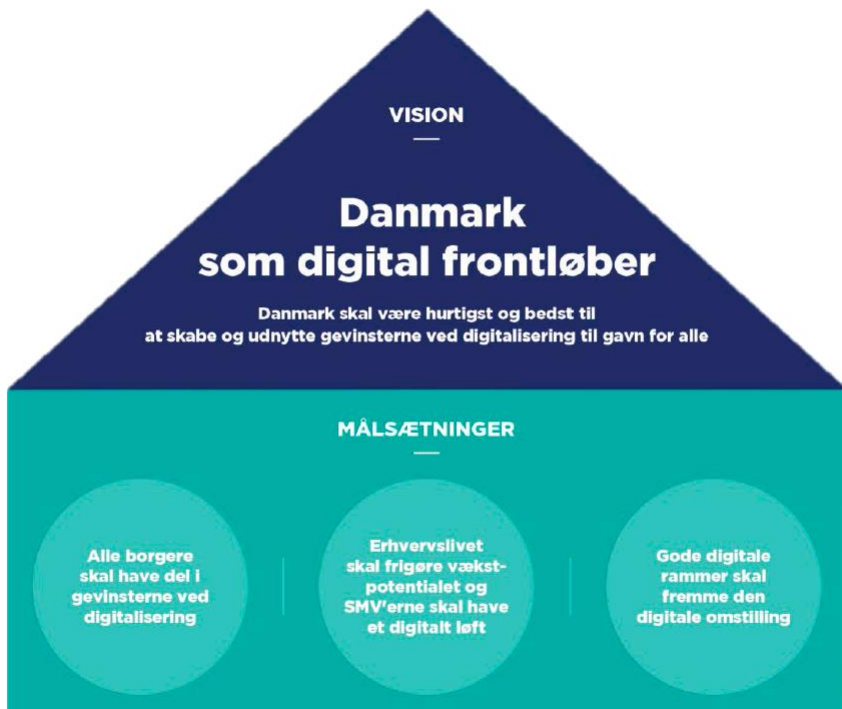 VISION
Danmark
som digital frontløber
Danmark skal være hurtigst og bedst til
at skabe og udnytte gevinsterne ved digitalisering til gavn for alle
MÅLSÆTNINGER
Alle borgere
skal have del i
gevinsterne ved
digitalisering
Erhvervslivet
skal frigøre vækst-
potentialet og
SMV'erne skal have
et digitalt løft
Gode digitale
rammer skal
fremme den
digitale omstilling